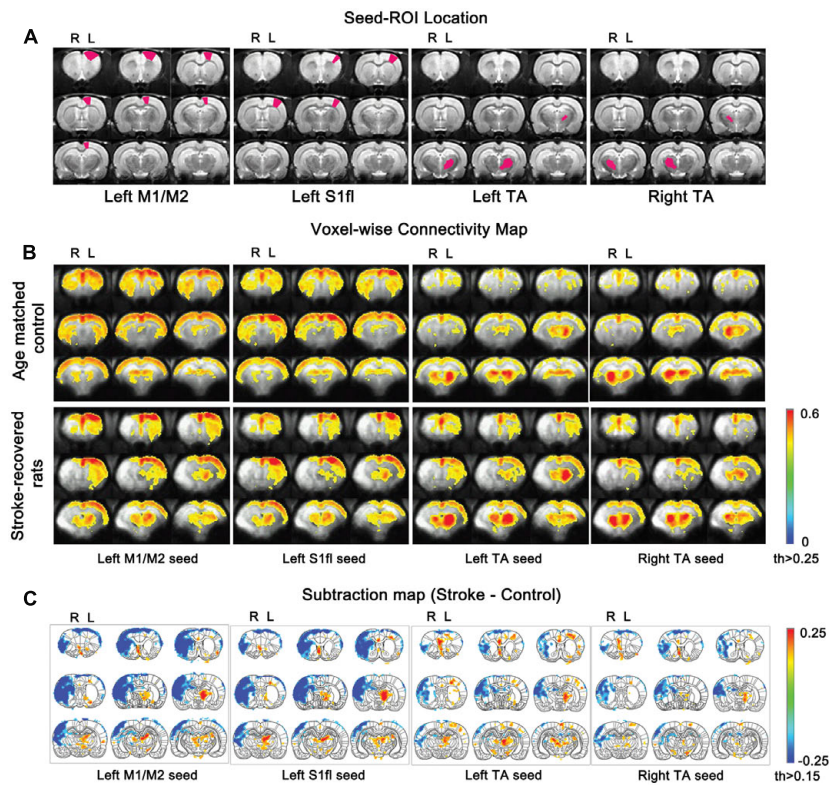 Seed-ROI Location
A
R L R L R L R L
Left M1/M2 Left S1fl Left TA Right TA
Voxel-wise Connectivity Map
B
R L R L R L R L
Age matched
control
Stroke-recovered
rats
0.6
0
th>0.25
Left M1/M2 seed Left S1fl seed Left TA seed Right TA seed
Subtraction map (Stroke - Control)
C
R L R L R L R L
0.25
-0.25
th>0.15
Left M1/M2 seed Left S1fl seed Left TA seed Right TA seed